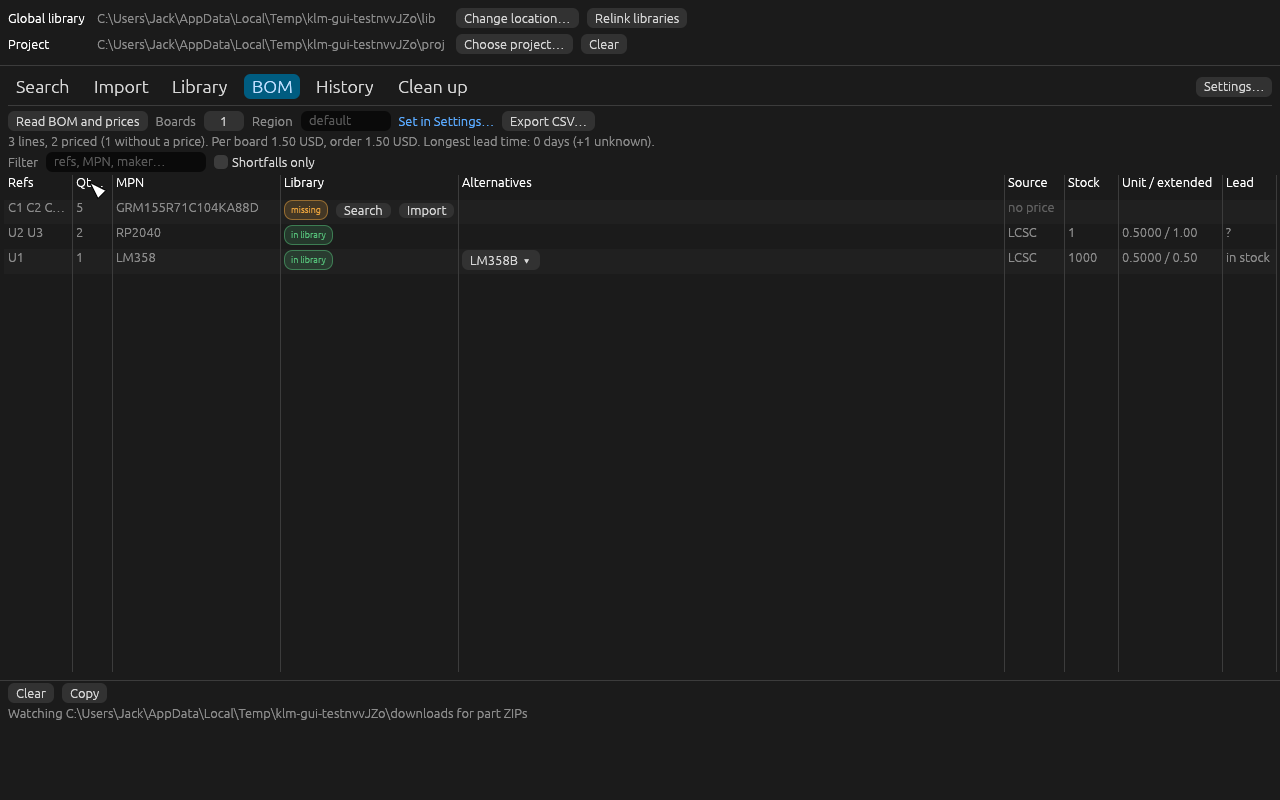 Global library C:\Users\Jack\AppData\Local\Temp\klm-gui-testnvvJZo\lib Change location… Relink libraries
Project C:\Users\Jack\AppData\Local\Temp\klm-gui-testnvvJZo\proj Choose project… Clear
Search Import Library BOM History Clean up Settings…
Read BOM and prices Boards 1 Region default Set in Settings… Export CSV…
3 lines, 2 priced (1 without a price). Per board 1.50 USD, order 1.50 USD. Longest lead time: 0 days (+1 unknown).
Filter refs, MPN, maker… Shortfalls only
Refs Qt… MPN Library Alternatives Source Stock Unit / extended Lead
C1 C2 C… 5 GRM155R71C104KA88D missing Search Import no price
U2 U3 2 RP2040 in library LCSC 1 0.5000 / 1.00 ?
U1 1 LM358 in library LM358B ▾ LCSC 1000 0.5000 / 0.50 in stock
Clear Copy
Watching C:\Users\Jack\AppData\Local\Temp\klm-gui-testnvvJZo\downloads for part ZIPs